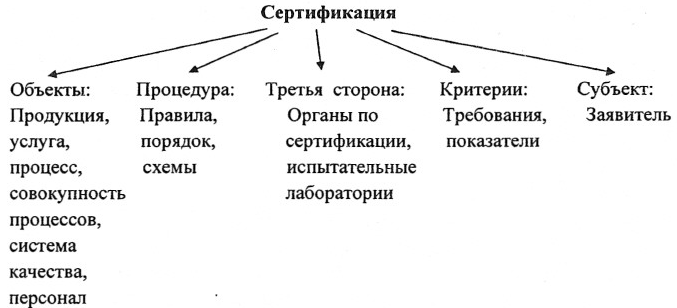 Сертификация
Объекты:
Продукция,
услуга,
процесс,
совокупность
процессов,
система
качества,
персонал
Процедура:
Правила,
порядок,
схемы
Третья сторона:
Органы по
сертификации,
испытательные
лаборатории
Критерии:
Требования,
показатели
Субъект:
Заявитель